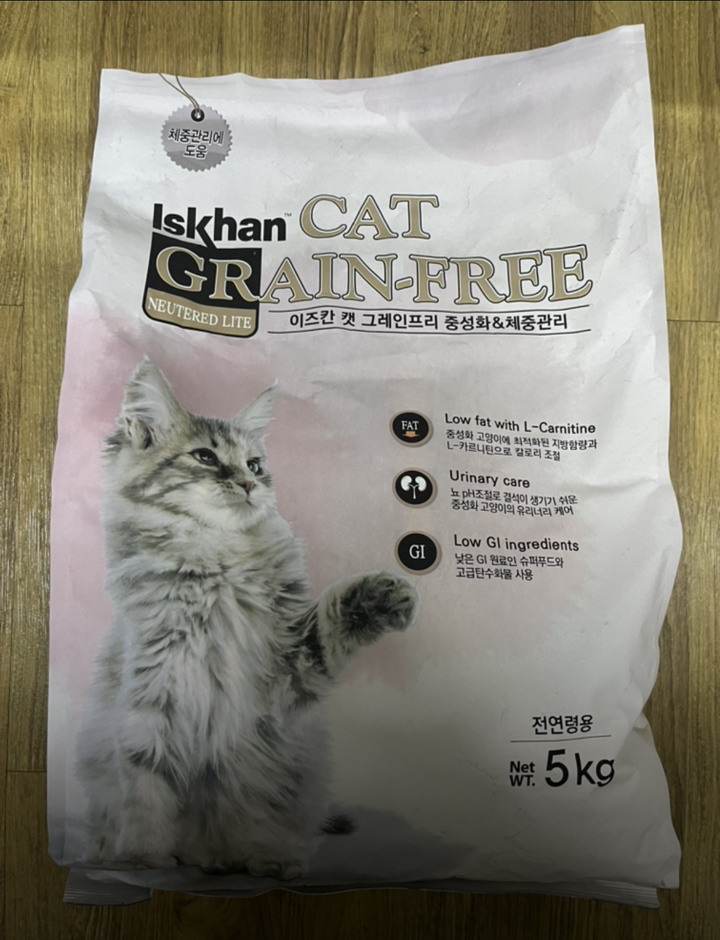 체중관리에
도움
Iskhan™ CAT
GRAIN-FREE
NEUTERED LITE
이즈칸 캣 그레인프리 중성화&체중관리
FAT
Low fat with L-Carnitine
중성화 고양이에 최적화된 지방함량과
L-카르니틴으로 칼로리 조절
Urinary care
뇨 pH조절로 결석이 생기기 쉬운
중성화 고양이의 유리너리 케어
GI
Low GI ingredients
낮은 GI 원료인 슈퍼푸드와
고급탄수화물 사용
전연령용
Net WT. 5kg